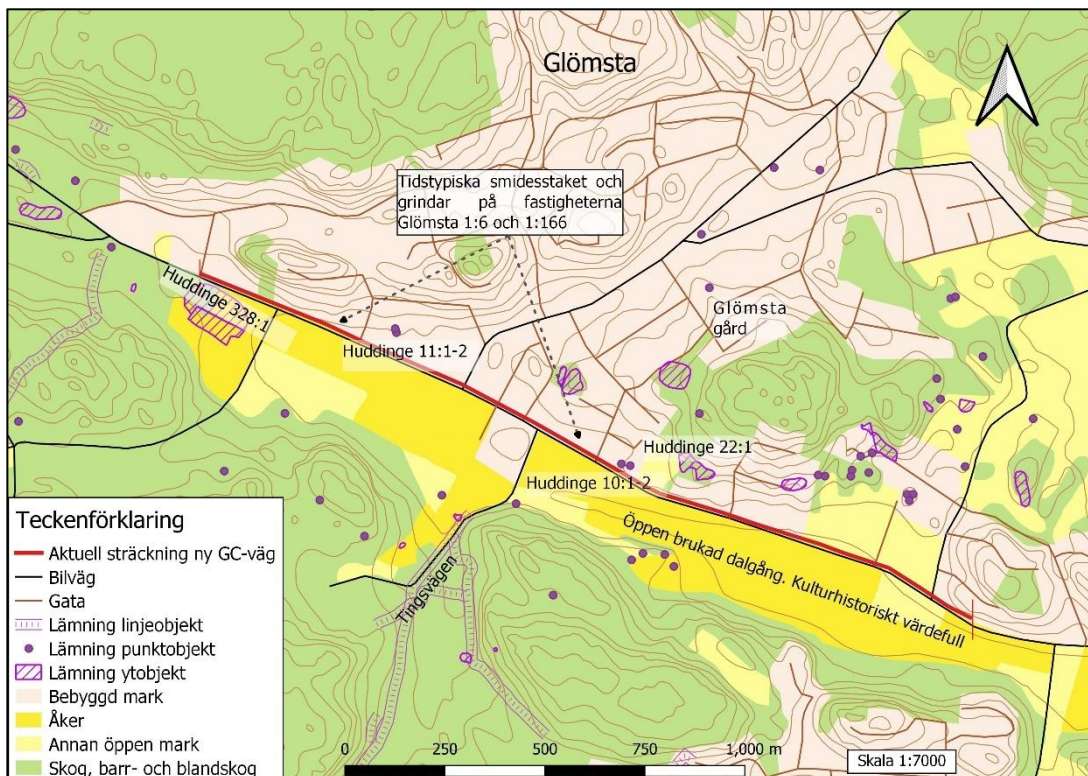 Glömsta
Tidstypiska smidesstaket och
grindar på fastigheterna
Glömsta 1:6 och 1:166
Huddinge 328:1
Glömsta
gård
Huddinge 11:1-2
Huddinge 22:1
Huddinge 10:1-2
Öppen brukad dalgång. Kulturhistoriskt värdefull
Tingsvägen
Teckenförklaring
Aktuell sträckning ny GC-väg
Bilväg
Gata
Lämning linjeobjekt
Lämning punktobjekt
Lämning ytobjekt
Bebyggd mark
Åker
Annan öppen mark
Skog, barr- och blandskog
0 250 500 750 1,000 m
Skala 1:7000